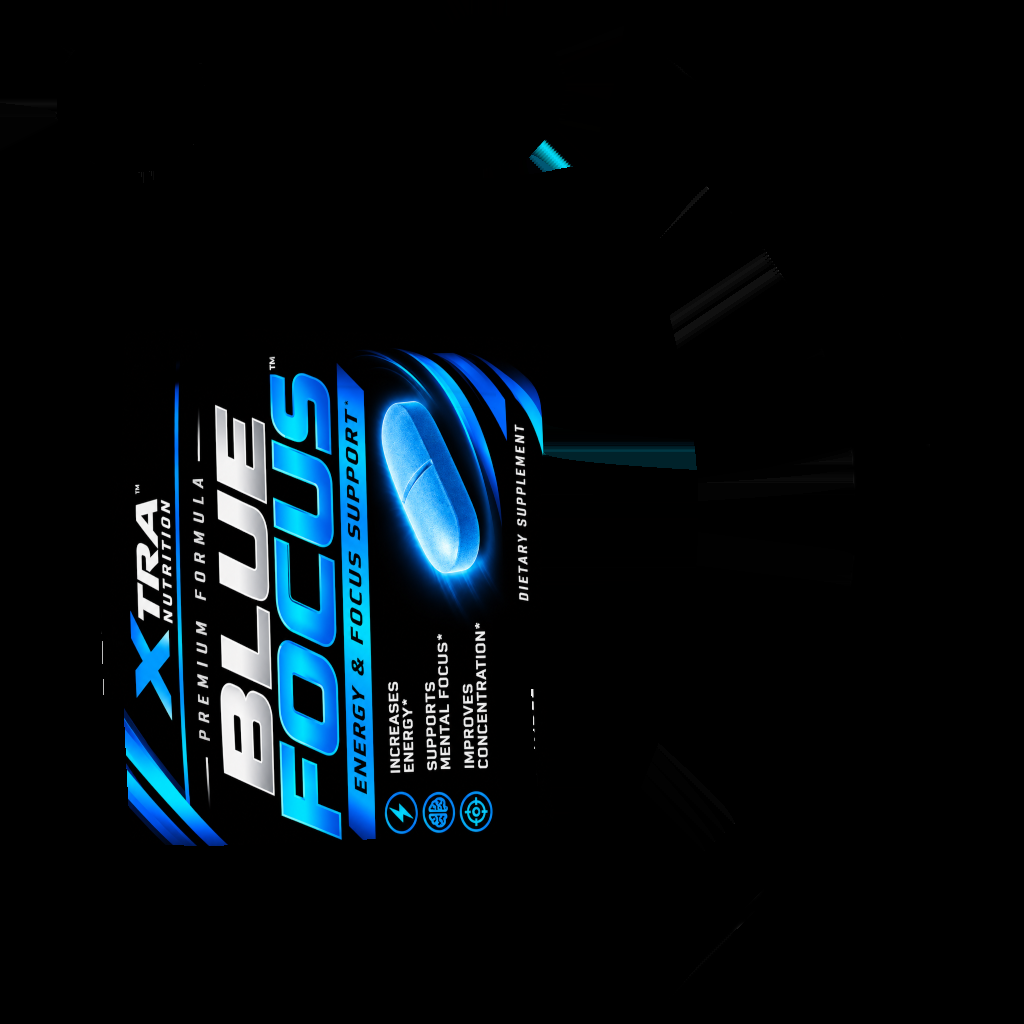 XTRA™
NUTRITION
PREMIUM FORMULA
BLUE
FOCUS™
ENERGY & FOCUS SUPPORT*
INCREASES
ENERGY*
SUPPORTS
MENTAL FOCUS*
IMPROVES
CONCENTRATION*
DIETARY SUPPLEMENT